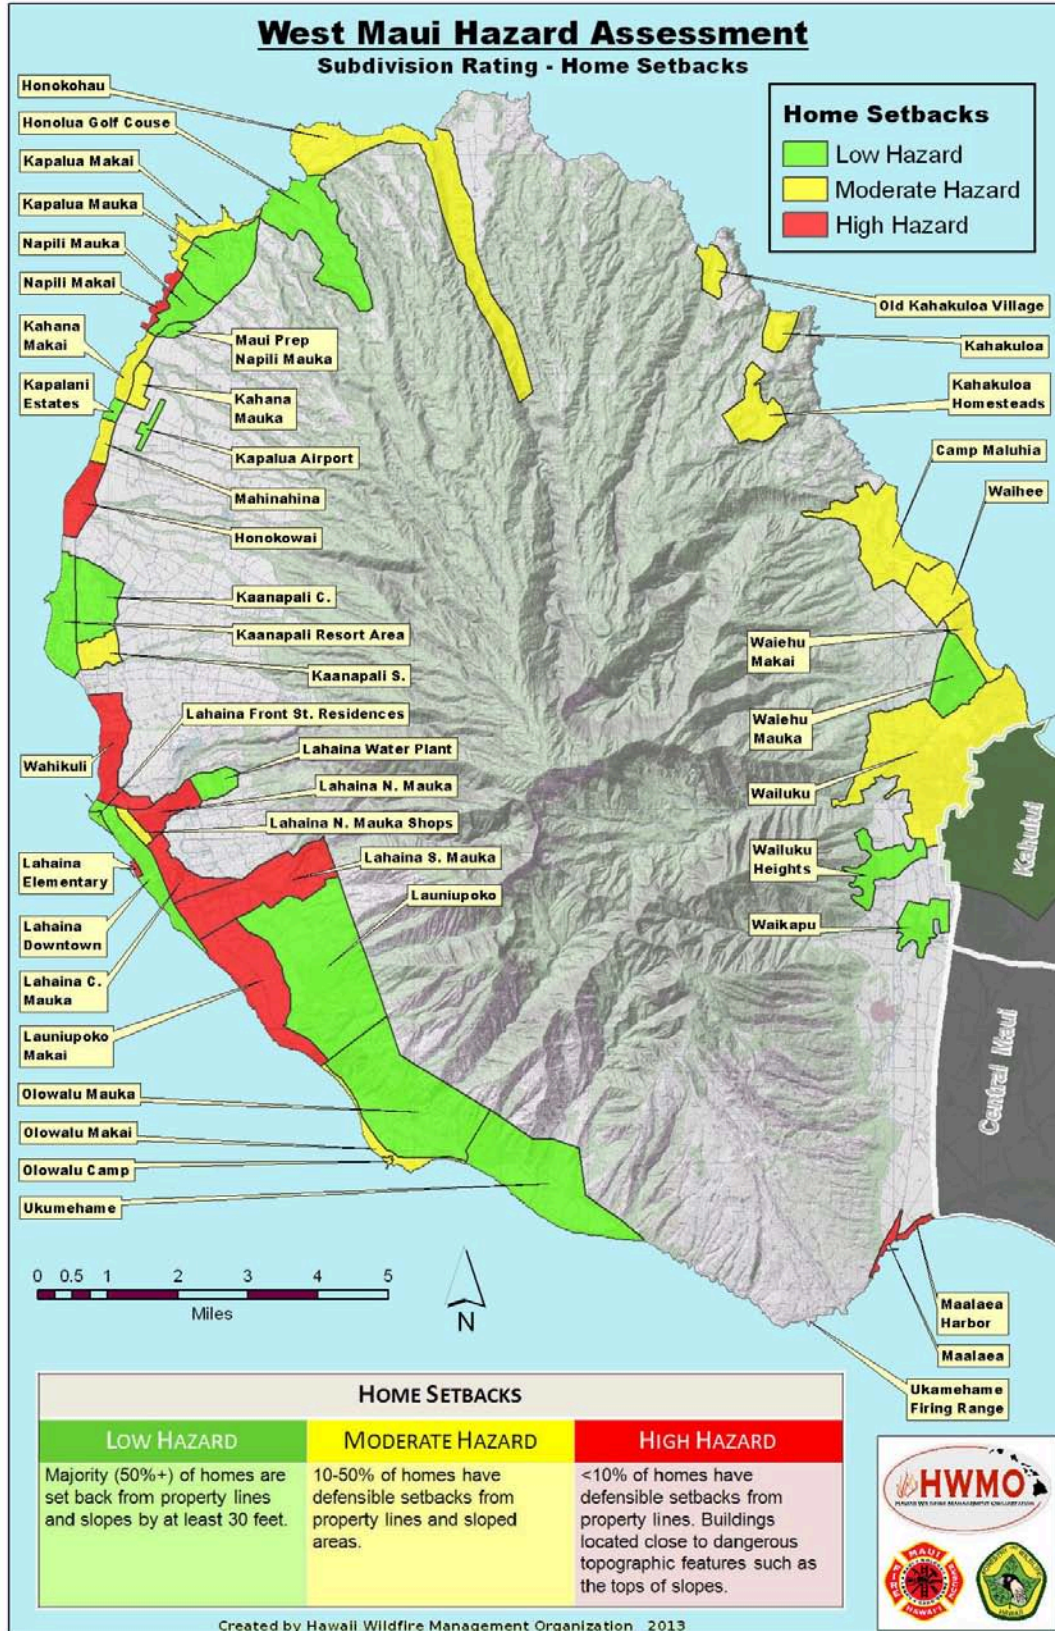 West Maui Hazard Assessment
Subdivision Rating - Home Setbacks
Home Setbacks
Low Hazard
Moderate Hazard
High Hazard
Honokohau
Honolua Golf Couse
Kapalua Makai
Kapalua Mauka
Napili Mauka
Napili Makai
Kahana
Makai
Kapalani
Estates
Maui Prep
Napili Mauka
Kahana
Mauka
Kapalua Airport
Mahinahina
Honokowai
Kaanapali C.
Kaanapali Resort Area
Kaanapali S.
Lahaina Front St. Residences
Lahaina Water Plant
Wahikuli
Lahaina N. Mauka
Lahaina N. Mauka Shops
Lahaina S. Mauka
Launiupoko
Lahaina
Elementary
Lahaina
Downtown
Lahaina C.
Mauka
Launiupoko
Makai
Olowalu Mauka
Olowalu Makai
Olowalu Camp
Ukumehame
Old Kahakuloa Village
Kahakuloa
Kahakuloa
Homesteads
Camp Maluhia
Waihee
Waiehu
Makai
Waiehu
Mauka
Wailuku
Wailuku
Heights
Waikapu
Kahului
Central Maui
Maalaea
Harbor
Maalaea
Ukamehame
Firing Range
0 0.5 1 2 3 4 5
Miles
N
HOME SETBACKS
LOW HAZARD
MODERATE HAZARD
HIGH HAZARD
Majority (50%+) of homes are
set back from property lines
and slopes by at least 30 feet.
10-50% of homes have
defensible setbacks from
property lines and sloped
areas.
<10% of homes have
defensible setbacks from
property lines. Buildings
located close to dangerous
topographic features such as
the tops of slopes.
HWMO
HAWAII WILDFIRE MANAGEMENT ORGANIZATION
MAUI
FIRE
HAWAII
Created by Hawaii Wildfire Management Organization 2013